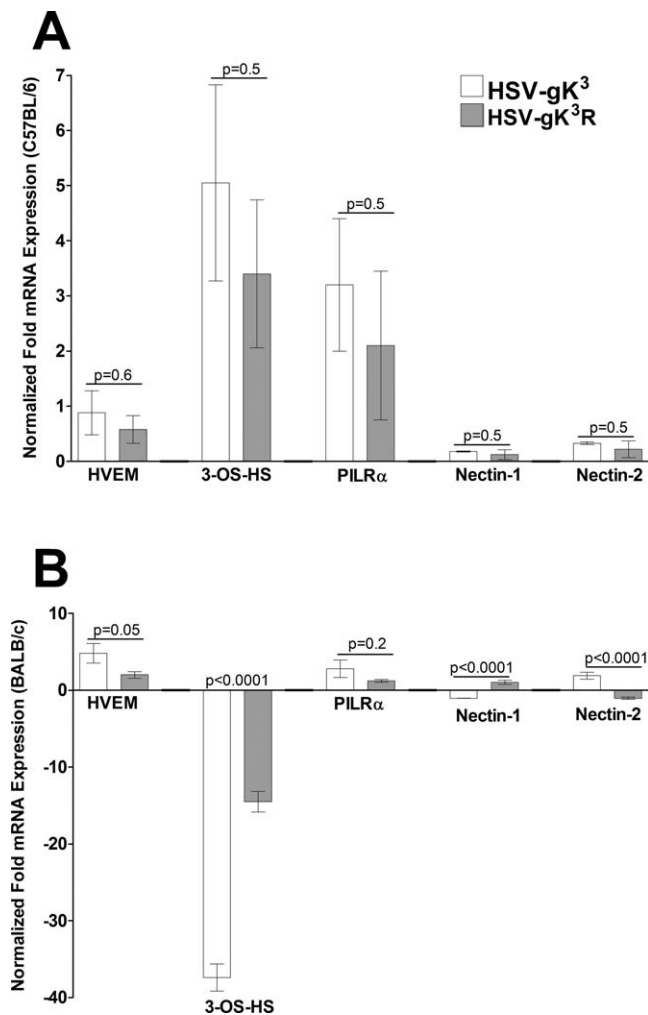 A
Normalized Fold mRNA Expression (C57BL/6)
7
6
5
4
3
2
1
0
p=0.6
p=0.5
p=0.5
p=0.5
p=0.5
HSV-gK³
HSV-gK³R
HVEM
3-OS-HS
PILRα
Nectin-1
Nectin-2
B
Normalized Fold mRNA Expression (BALB/c)
10
0
-10
-20
-30
-40
p=0.05
p<0.0001
p=0.2
p<0.0001
p<0.0001
HVEM
PILRα
Nectin-1
Nectin-2
3-OS-HS